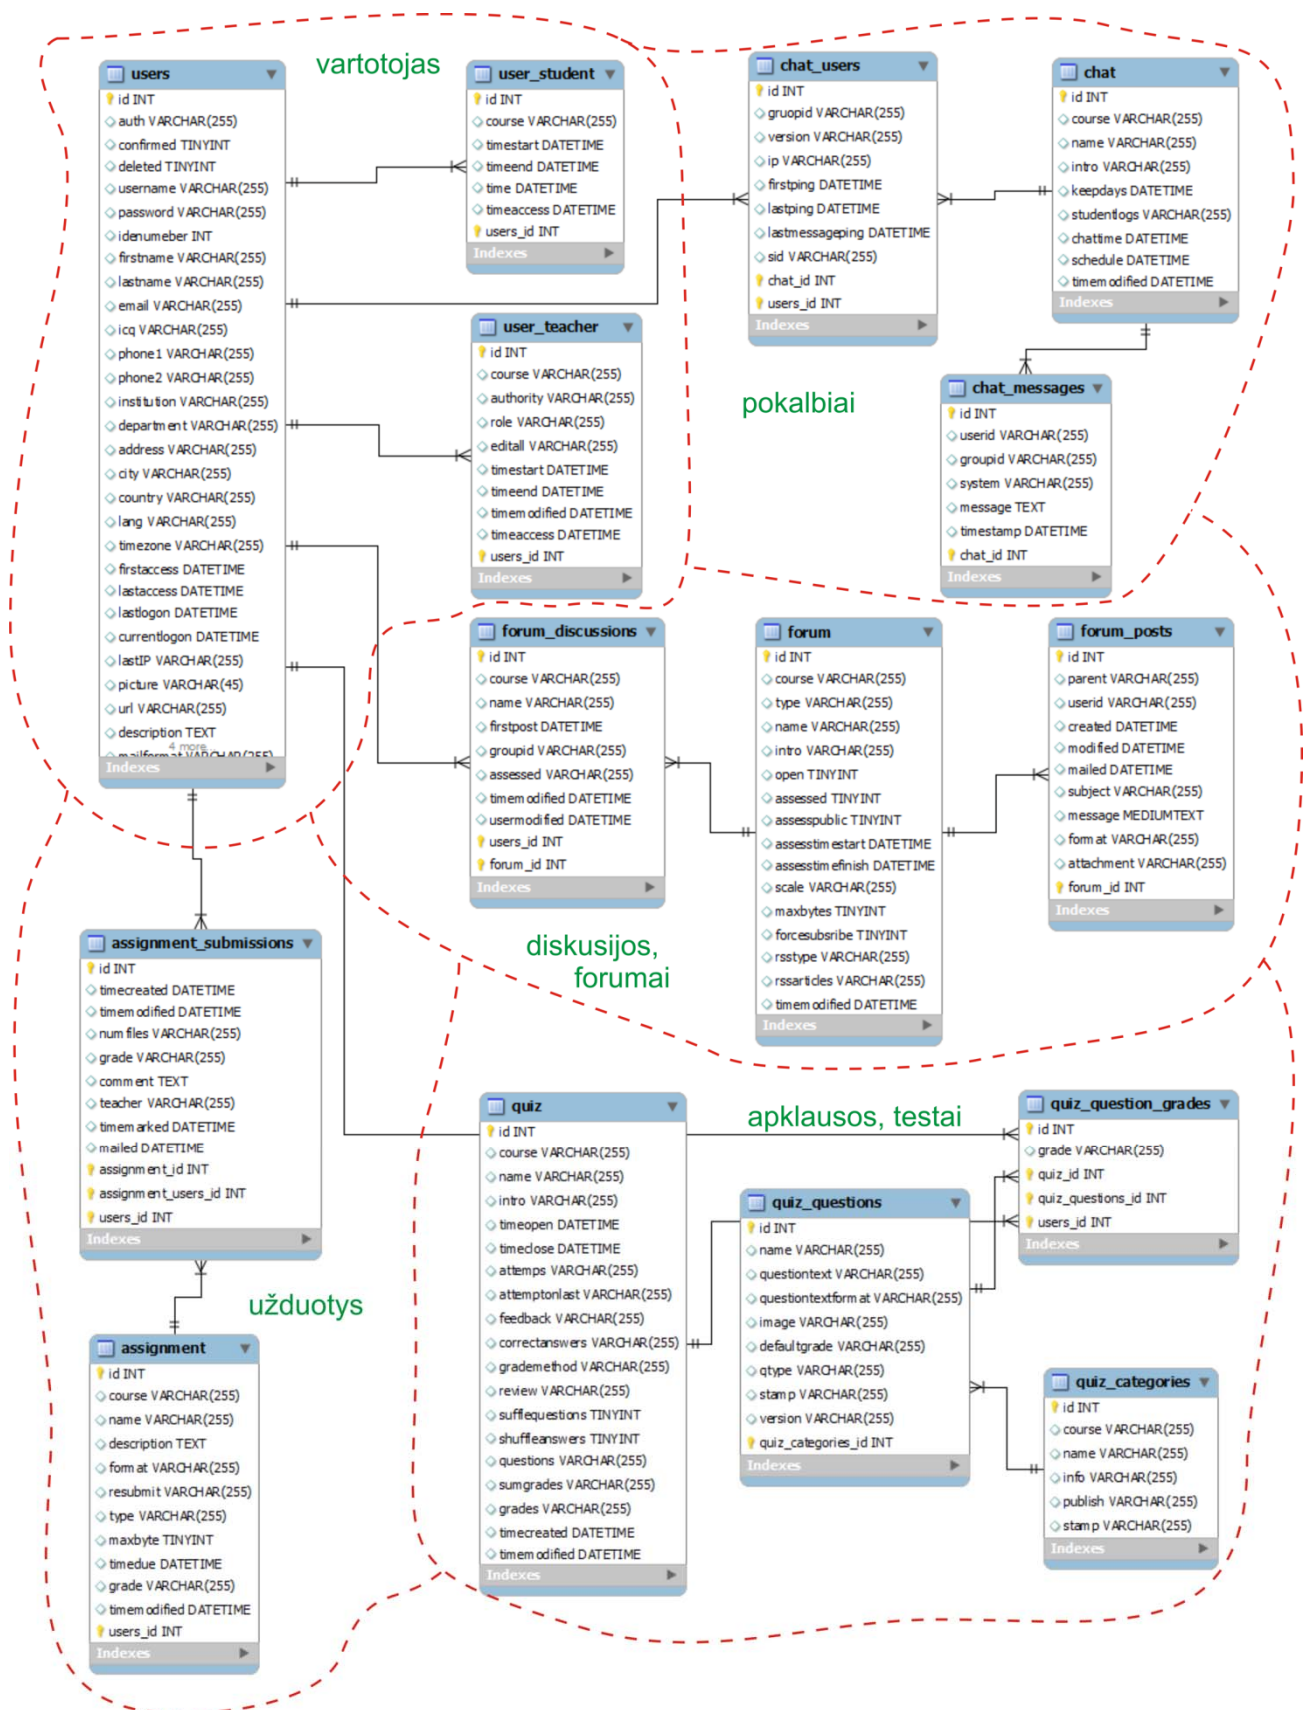 vartotojas
users
id INT
auth VARCHAR(255)
confirmed TINYINT
deleted TINYINT
username VARCHAR(255)
password VARCHAR(255)
idenumeber INT
firstname VARCHAR(255)
lastname VARCHAR(255)
email VARCHAR(255)
icq VARCHAR(255)
phone1 VARCHAR(255)
phone2 VARCHAR(255)
institution VARCHAR(255)
department VARCHAR(255)
address VARCHAR(255)
city VARCHAR(255)
country VARCHAR(255)
lang VARCHAR(255)
timezone VARCHAR(255)
firstaccess DATETIME
lastaccess DATETIME
lastlogon DATETIME
currentlogon DATETIME
lastIP VARCHAR(255)
picture VARCHAR(45)
url VARCHAR(255)
description TEXT
4 more...
mailformat VARCHAR(255)
Indexes
user_student
id INT
course VARCHAR(255)
timestart DATETIME
timeend DATETIME
time DATETIME
timeaccess DATETIME
users_id INT
Indexes
user_teacher
id INT
course VARCHAR(255)
authority VARCHAR(255)
role VARCHAR(255)
editall VARCHAR(255)
timestart DATETIME
timeend DATETIME
timemodified DATETIME
timeaccess DATETIME
users_id INT
Indexes
chat_users
id INT
gruopid VARCHAR(255)
version VARCHAR(255)
ip VARCHAR(255)
firstping DATETIME
lastping DATETIME
lastmessageping DATETIME
sid VARCHAR(255)
chat_id INT
users_id INT
Indexes
chat
id INT
course VARCHAR(255)
name VARCHAR(255)
intro VARCHAR(255)
keepdays DATETIME
studentlogs VARCHAR(255)
chattime DATETIME
schedule DATETIME
timemodified DATETIME
Indexes
pokalbiai
chat_messages
id INT
userid VARCHAR(255)
groupid VARCHAR(255)
system VARCHAR(255)
message TEXT
timestamp DATETIME
chat_id INT
Indexes
forum_discussions
id INT
course VARCHAR(255)
name VARCHAR(255)
firstpost DATETIME
groupid VARCHAR(255)
assessed VARCHAR(255)
timemodified DATETIME
usermodified DATETIME
users_id INT
forum_id INT
Indexes
forum
id INT
course VARCHAR(255)
type VARCHAR(255)
name VARCHAR(255)
intro VARCHAR(255)
open TINYINT
assessed TINYINT
assesspublic TINYINT
assesstimestart DATETIME
assesstimefinish DATETIME
scale VARCHAR(255)
maxbytes TINYINT
forcesubsribe TINYINT
rsstype VARCHAR(255)
rssarticles VARCHAR(255)
timemodified DATETIME
Indexes
forum_posts
id INT
parent VARCHAR(255)
userid VARCHAR(255)
created DATETIME
modified DATETIME
mailed DATETIME
subject VARCHAR(255)
message MEDIUMTEXT
format VARCHAR(255)
attachment VARCHAR(255)
forum_id INT
Indexes
diskusijos,
forumai
assignment_submissions
id INT
timecreated DATETIME
timemodified DATETIME
numfiles VARCHAR(255)
grade VARCHAR(255)
comment TEXT
teacher VARCHAR(255)
timemarked DATETIME
mailed DATETIME
assignment_id INT
assignment_users_id INT
users_id INT
Indexes
užduotys
assignment
id INT
course VARCHAR(255)
name VARCHAR(255)
description TEXT
format VARCHAR(255)
resubmit VARCHAR(255)
type VARCHAR(255)
maxbyte TINYINT
timedue DATETIME
grade VARCHAR(255)
timemodified DATETIME
users_id INT
Indexes
quiz
id INT
course VARCHAR(255)
name VARCHAR(255)
intro VARCHAR(255)
timeopen DATETIME
timeclose DATETIME
attemps VARCHAR(255)
attemptonlast VARCHAR(255)
feedback VARCHAR(255)
correctanswers VARCHAR(255)
grademethod VARCHAR(255)
review VARCHAR(255)
sufflequestions TINYINT
shuffleanswers TINYINT
questions VARCHAR(255)
sumgrades VARCHAR(255)
grades VARCHAR(255)
timecreated DATETIME
timemodified DATETIME
Indexes
apklausos, testai
quiz_questions
id INT
name VARCHAR(255)
questiontext VARCHAR(255)
questiontextformat VARCHAR(255)
image VARCHAR(255)
defaultgrade VARCHAR(255)
qtype VARCHAR(255)
stamp VARCHAR(255)
version VARCHAR(255)
quiz_categories_id INT
Indexes
quiz_question_grades
id INT
grade VARCHAR(255)
quiz_id INT
quiz_questions_id INT
users_id INT
Indexes
quiz_categories
id INT
course VARCHAR(255)
name VARCHAR(255)
info VARCHAR(255)
publish VARCHAR(255)
stamp VARCHAR(255)
Indexes